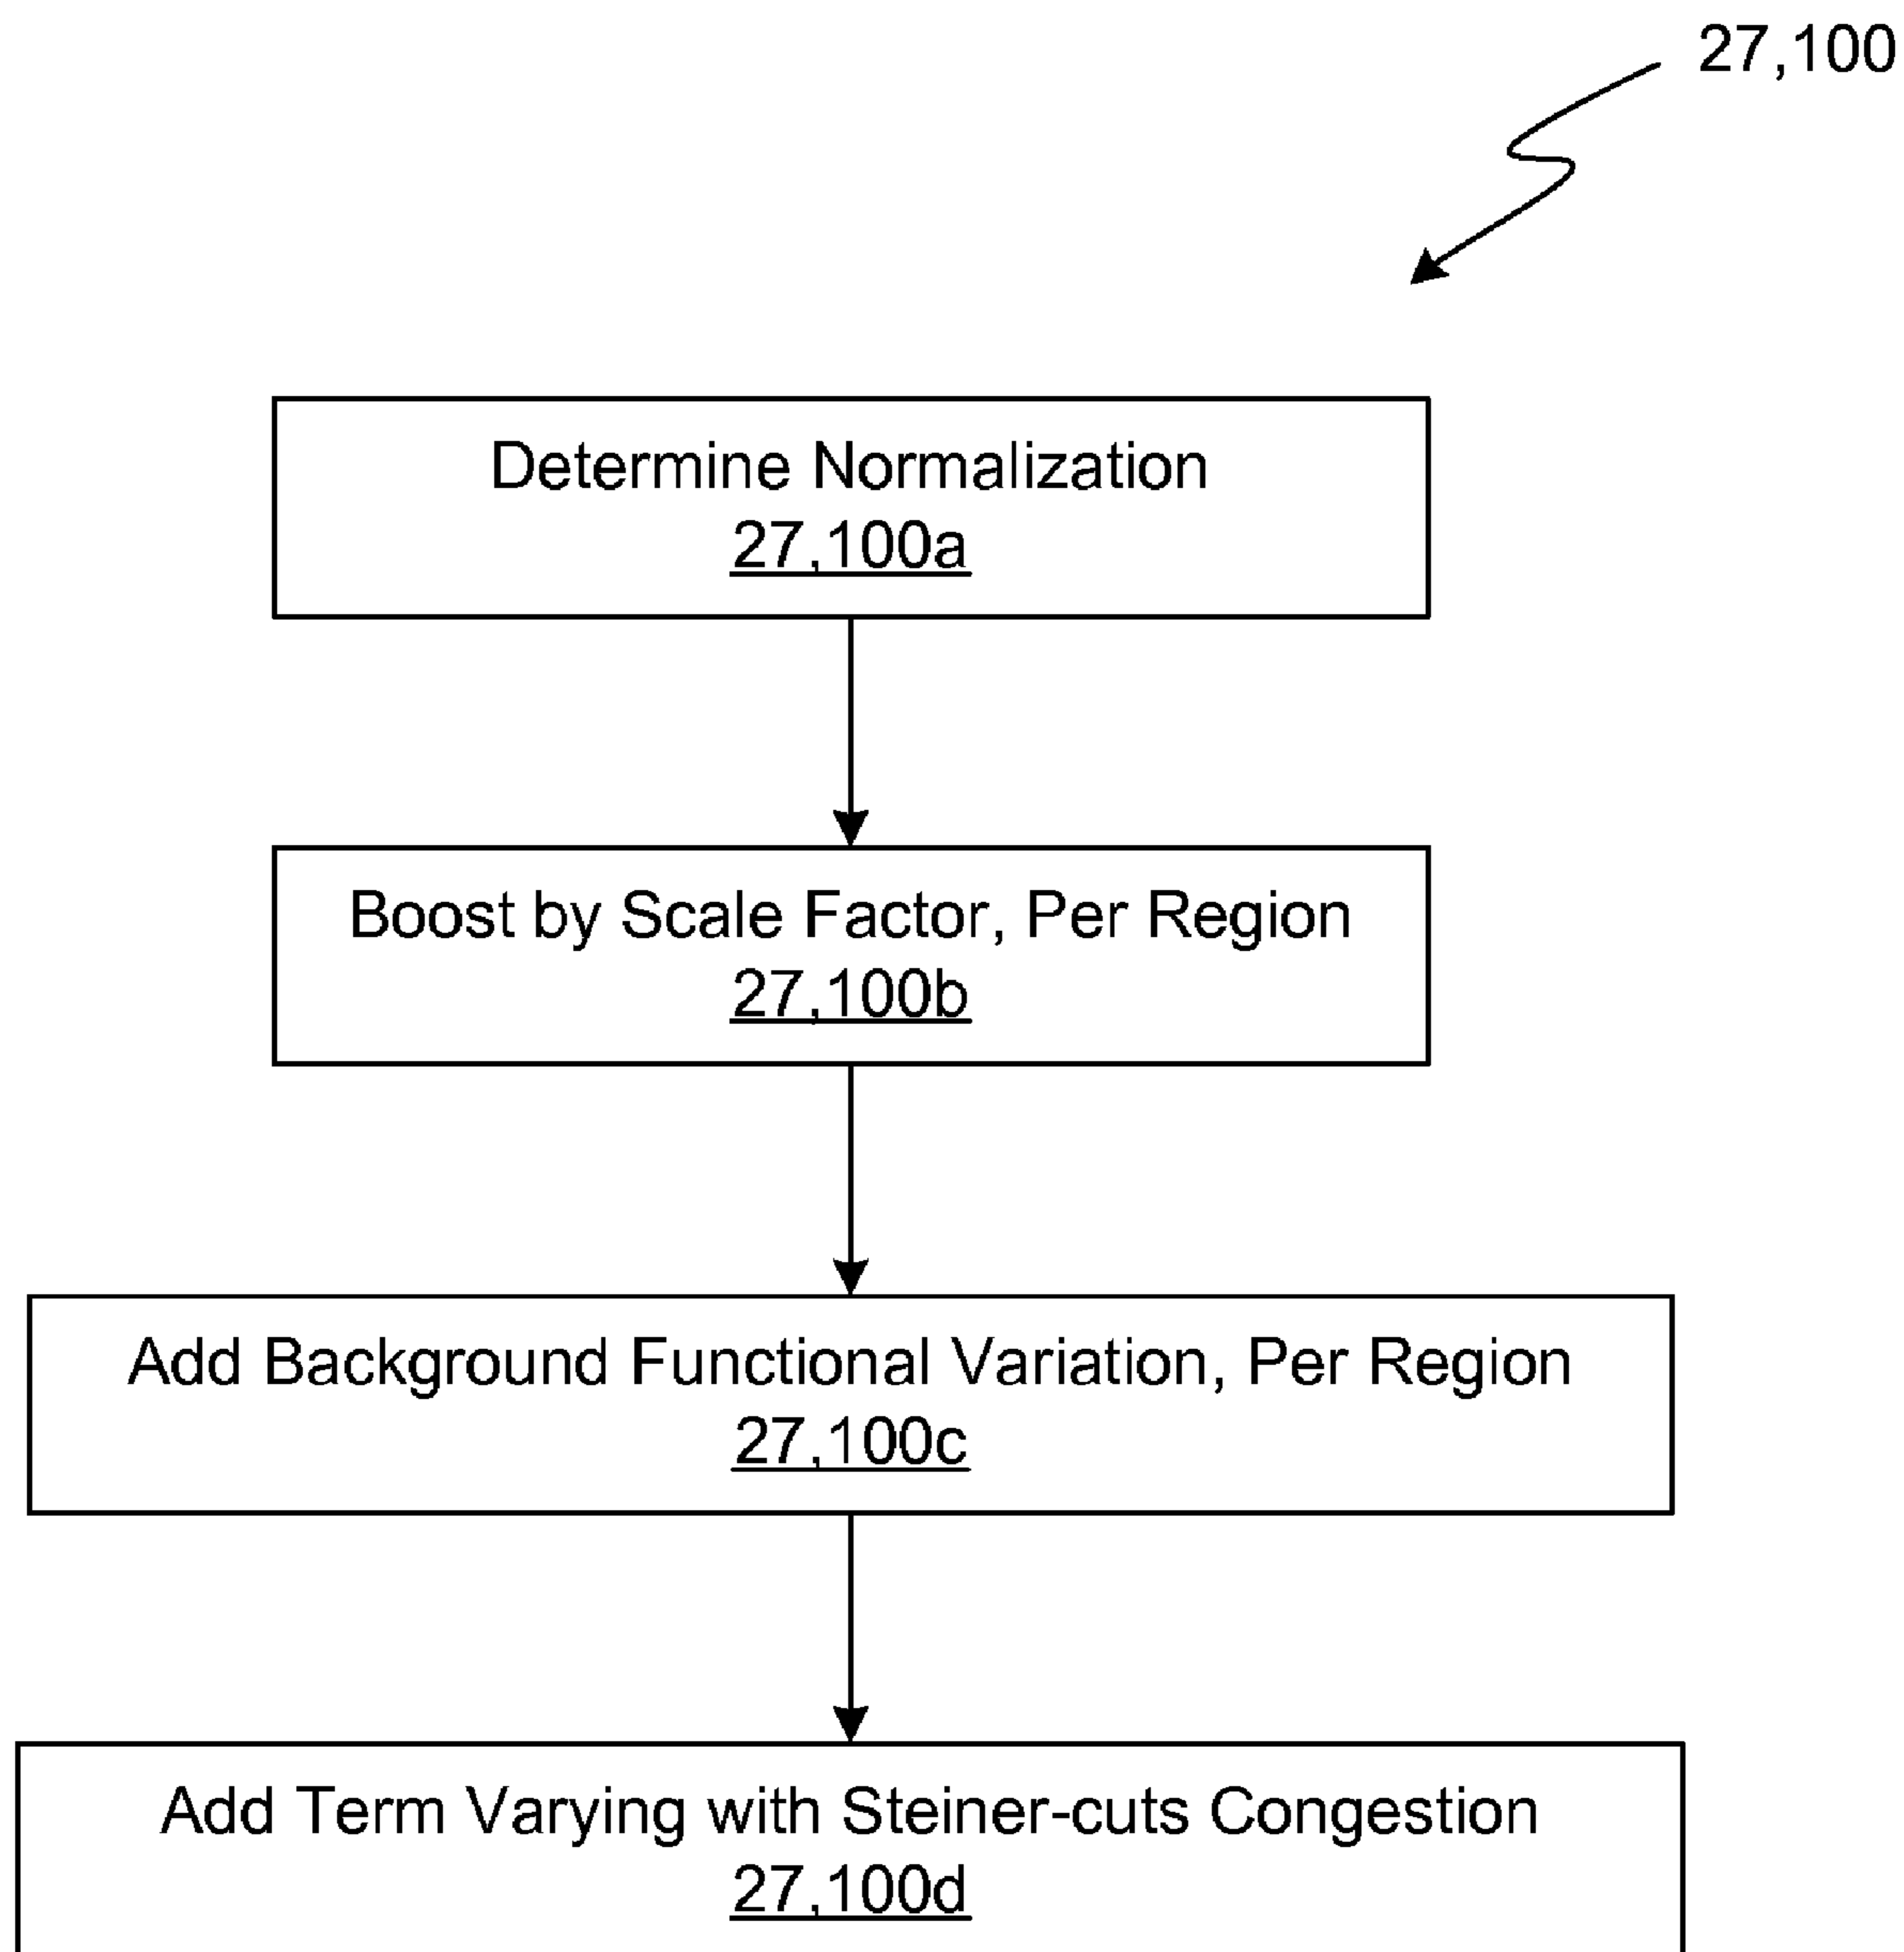 27,100
Determine Normalization
27,100a
Boost by Scale Factor, Per Region
27,100b
Add Background Functional Variation, Per Region
27,100c
Add Term Varying with Steiner-cuts Congestion
27,100d